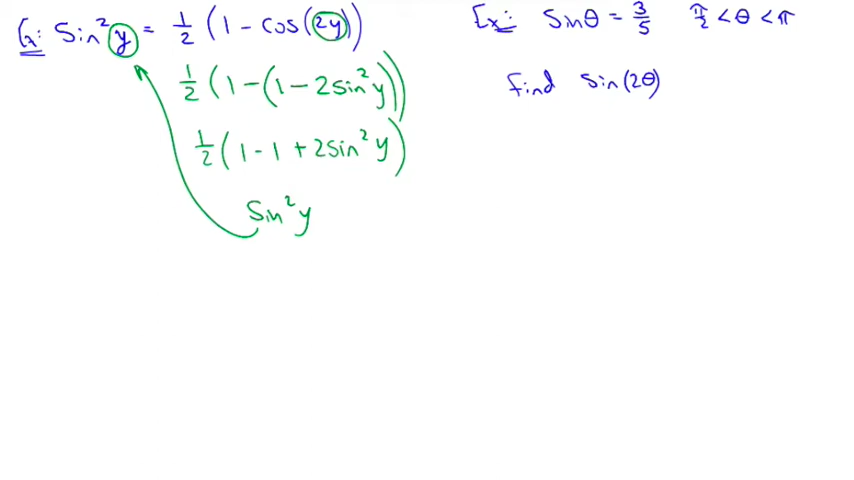 Ex: Sin²y = 1/2 (1 - cos(2y))
1/2 (1 - (1 - 2sin²y))
1/2 (1 - 1 + 2sin²y)
Sin²y
Ex: Sinθ = 3/5 π/2 < θ < π
Find Sin(2θ)